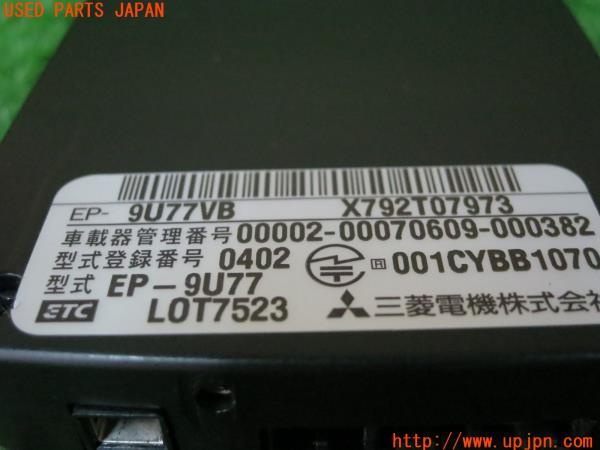 USED PARTS JAPAN
EP- 9U77VB X792T07973
車載器管理番号 00002-00070609-000382
型式登録番号 0402 R 001CYBB1070
型式 EP-9U77
ETC LOT7523 三菱電機株式会社
http://www.upjpn.com/